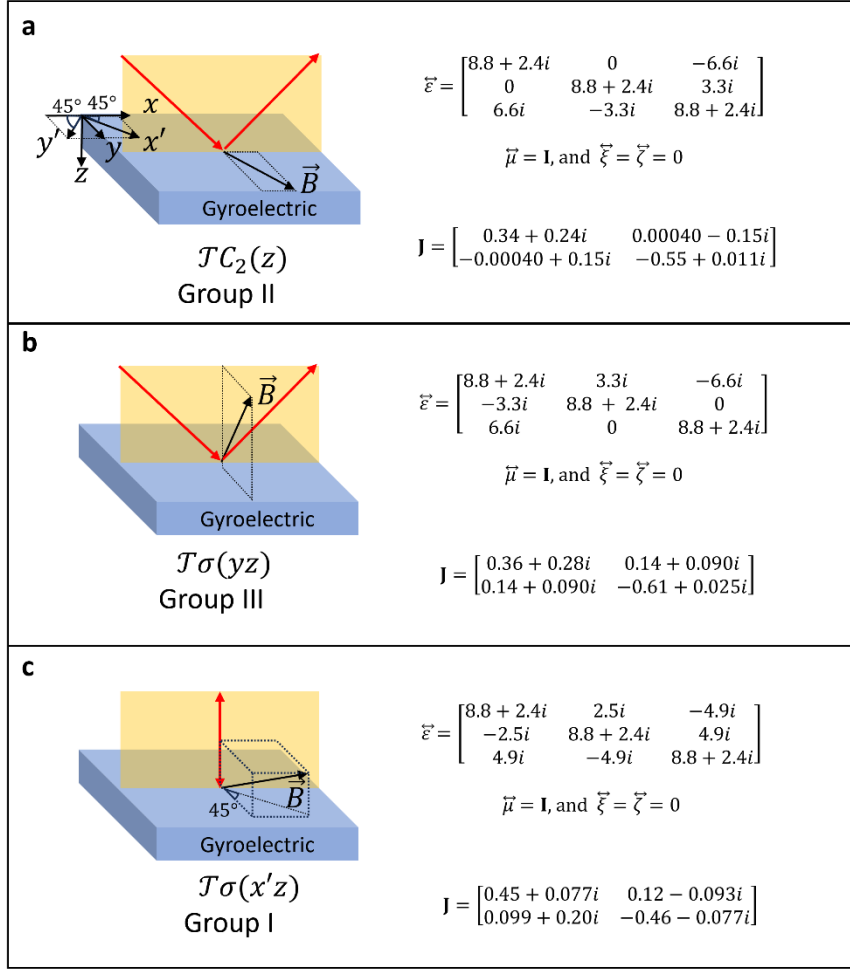 a
45° 45° x
y′ y x′
z
B⃗
Gyroelectric
𝒯C₂(z)
Group II
ε⃡ = [8.8 + 2.4i 0 −6.6i
0 8.8 + 2.4i 3.3i
6.6i −3.3i 8.8 + 2.4i]
μ⃡ = I, and ξ⃡ = ζ⃡ = 0
J = [0.34 + 0.24i 0.00040 − 0.15i
−0.00040 + 0.15i −0.55 + 0.011i]
b
B⃗
Gyroelectric
𝒯σ(yz)
Group III
ε⃡ = [8.8 + 2.4i 3.3i −6.6i
−3.3i 8.8 + 2.4i 0
6.6i 0 8.8 + 2.4i]
μ⃡ = I, and ξ⃡ = ζ⃡ = 0
J = [0.36 + 0.28i 0.14 + 0.090i
0.14 + 0.090i −0.61 + 0.025i]
c
B⃗
45°
Gyroelectric
𝒯σ(x′z)
Group I
ε⃡ = [8.8 + 2.4i 2.5i −4.9i
−2.5i 8.8 + 2.4i 4.9i
4.9i −4.9i 8.8 + 2.4i]
μ⃡ = I, and ξ⃡ = ζ⃡ = 0
J = [0.45 + 0.077i 0.12 − 0.093i
0.099 + 0.20i −0.46 − 0.077i]